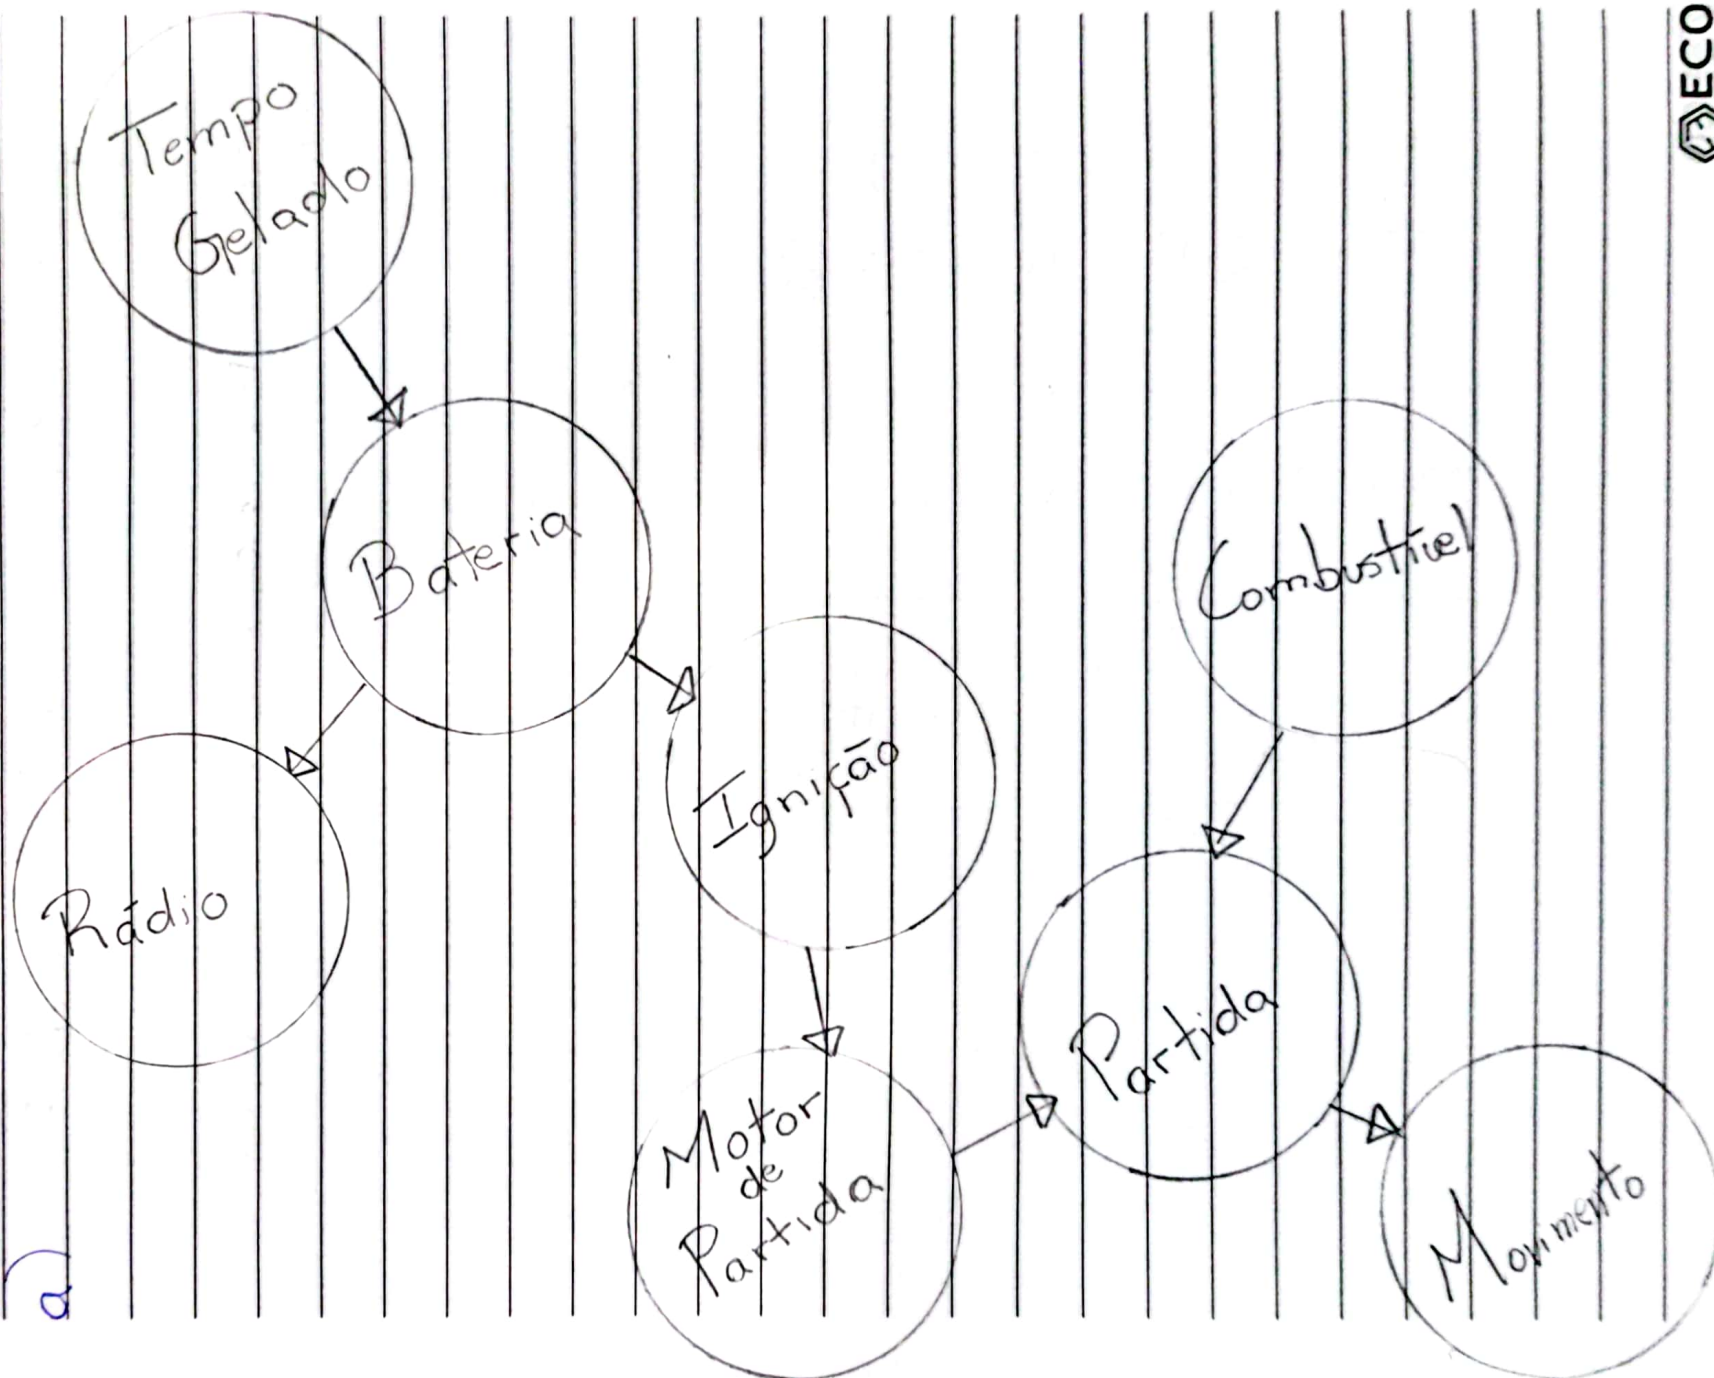 ECO
Tempo
Gelado
Bateria
Combustível
Ignição
Rádio
Partida
Motor
de
Partida
Movimento
a)